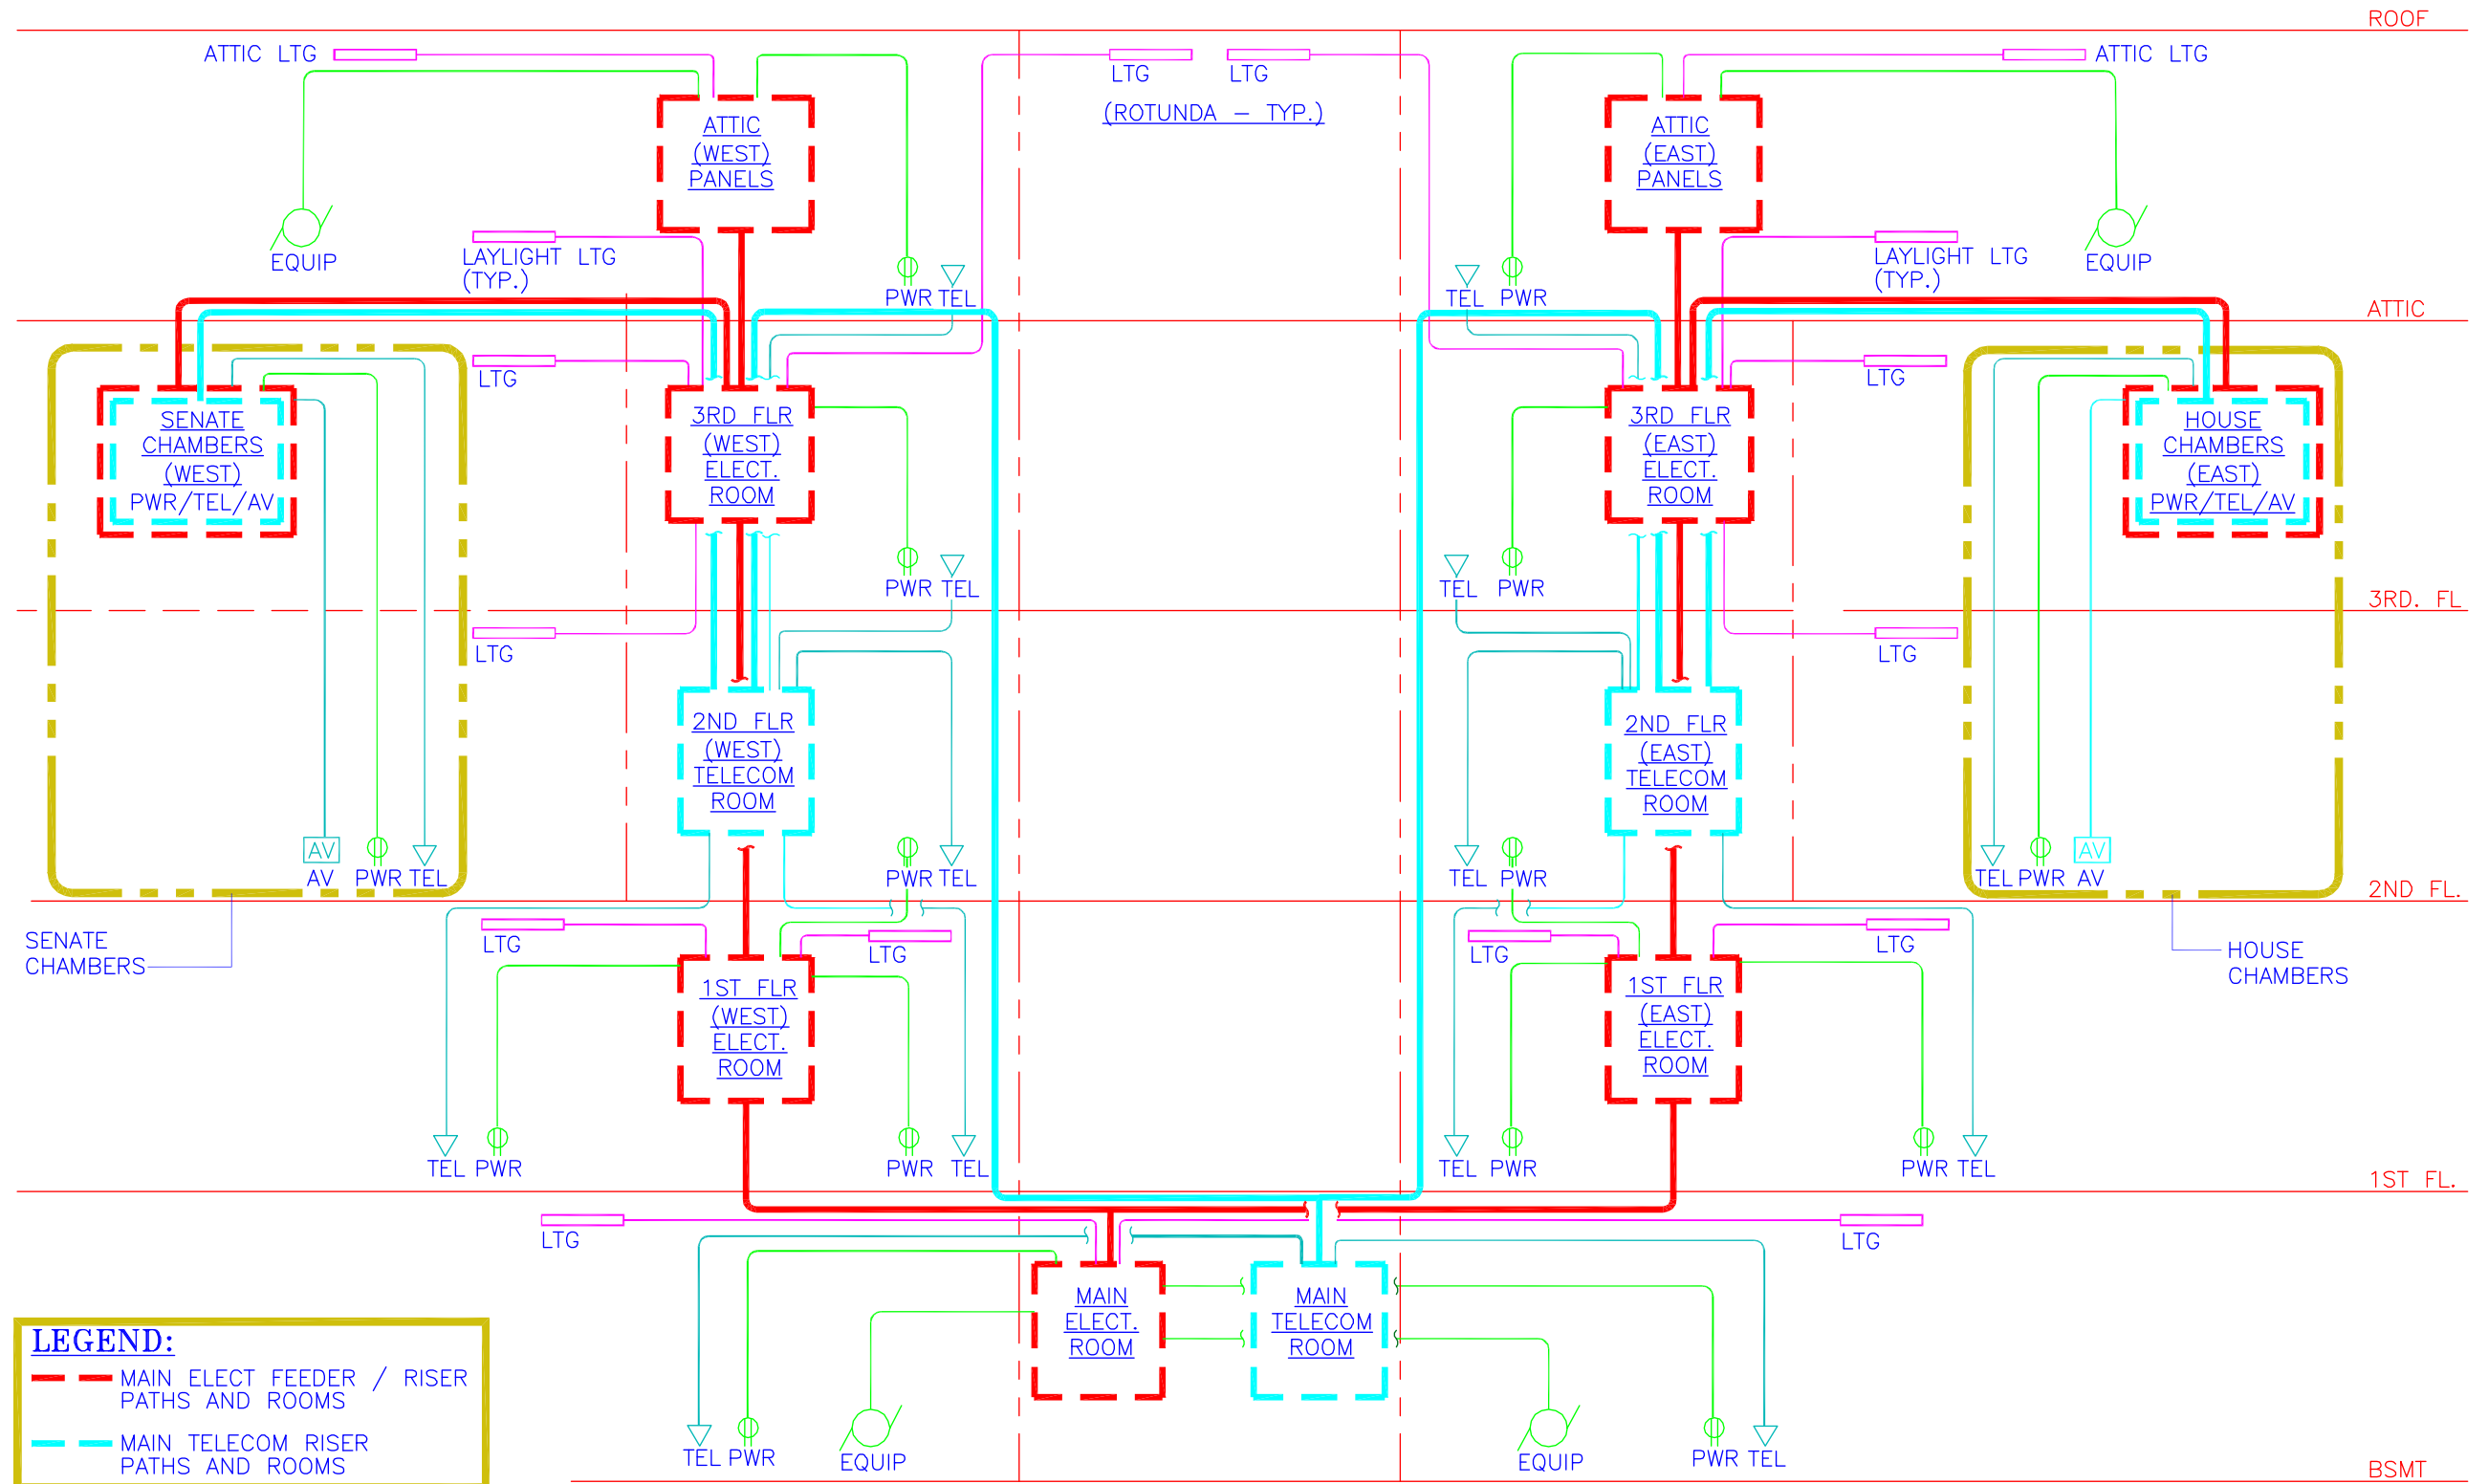 ROOF
ATTIC LTG
LTG
LTG
ATTIC LTG
(ROTUNDA - TYP.)
ATTIC
(WEST)
PANELS
ATTIC
(EAST)
PANELS
EQUIP
LAYLIGHT LTG
(TYP.)
PWR
TEL
TEL
PWR
LAYLIGHT LTG
(TYP.)
EQUIP
ATTIC
LTG
LTG
SENATE
CHAMBERS
(WEST)
PWR/TEL/AV
3RD FLR
(WEST)
ELECT.
ROOM
3RD FLR
(EAST)
ELECT.
ROOM
HOUSE
CHAMBERS
(EAST)
PWR/TEL/AV
PWR
TEL
TEL
PWR
3RD. FL
LTG
LTG
2ND FLR
(WEST)
TELECOM
ROOM
2ND FLR
(EAST)
TELECOM
ROOM
AV
AV
PWR
TEL
PWR
TEL
TEL
PWR
AV
TEL
PWR
AV
2ND FL.
SENATE
CHAMBERS
LTG
LTG
LTG
LTG
HOUSE
CHAMBERS
1ST FLR
(WEST)
ELECT.
ROOM
1ST FLR
(EAST)
ELECT.
ROOM
TEL
PWR
PWR
TEL
TEL
PWR
PWR
TEL
1ST FL.
LTG
LTG
MAIN
ELECT.
ROOM
MAIN
TELECOM
ROOM
TEL
PWR
EQUIP
EQUIP
PWR
TEL
BSMT
LEGEND:
MAIN ELECT FEEDER / RISER
PATHS AND ROOMS
MAIN TELECOM RISER
PATHS AND ROOMS